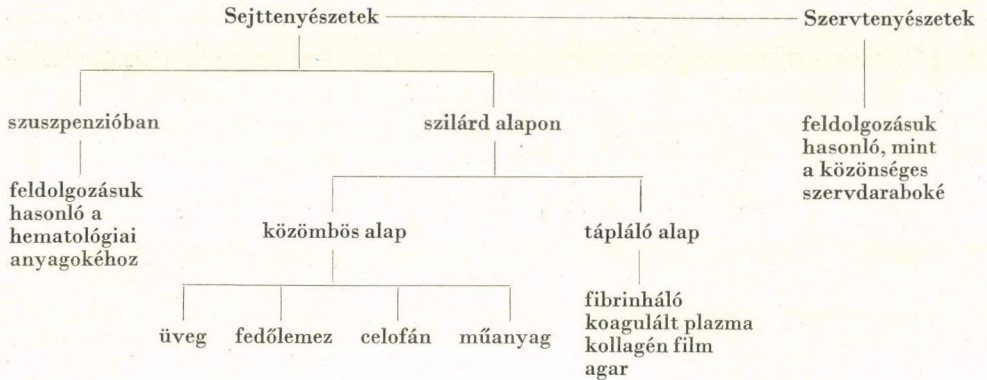 Sejttenyészetek
Szervtenyészetek
szuszpenzióban
szilárd alapon
feldolgozásuk
hasonló, mint
a közönséges
szervdaraboké
feldolgozásuk
hasonló a
hematológiai
anyagokéhoz
közömbös alap
tápláló alap
üveg
fedőlemez
celofán
műanyag
fibrinháló
koagulált plazma
kollagén film
agar